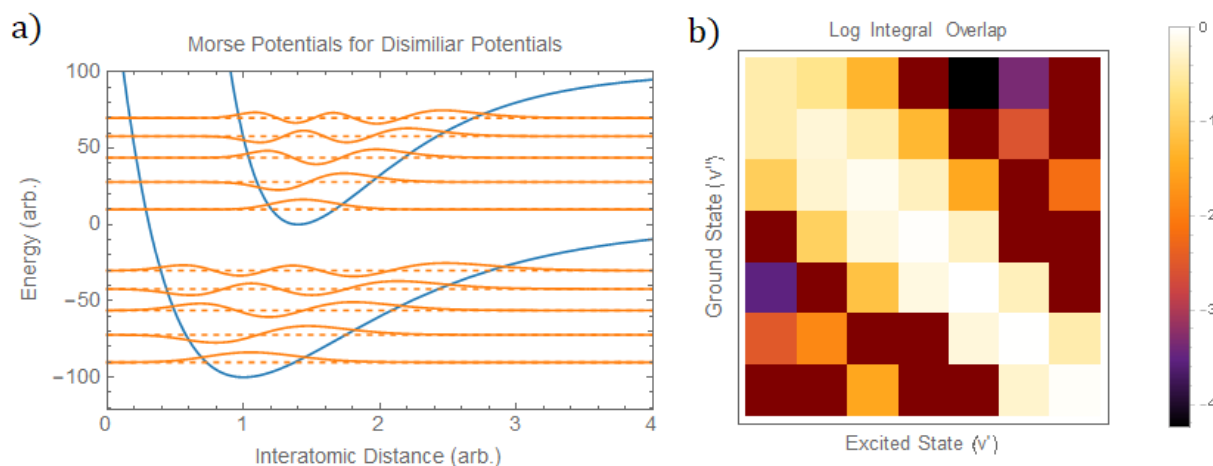 a)
Morse Potentials for Disimiliar Potentials
100
50
0
−50
−100
0
1
2
3
4
Energy (arb.)
Interatomic Distance (arb.)
b)
Log Integral Overlap
Ground State (v'')
Excited State (v')
0
-1
-2
-3
-4